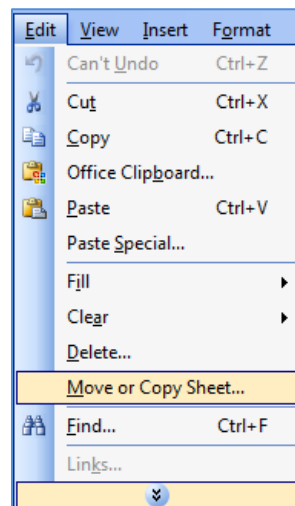 Edit View Insert Format
Can't Undo Ctrl+Z
Cut Ctrl+X
Copy Ctrl+C
Office Clipboard...
Paste Ctrl+V
Paste Special...
Fill
Clear
Delete...
Move or Copy Sheet...
Find... Ctrl+F
Links...